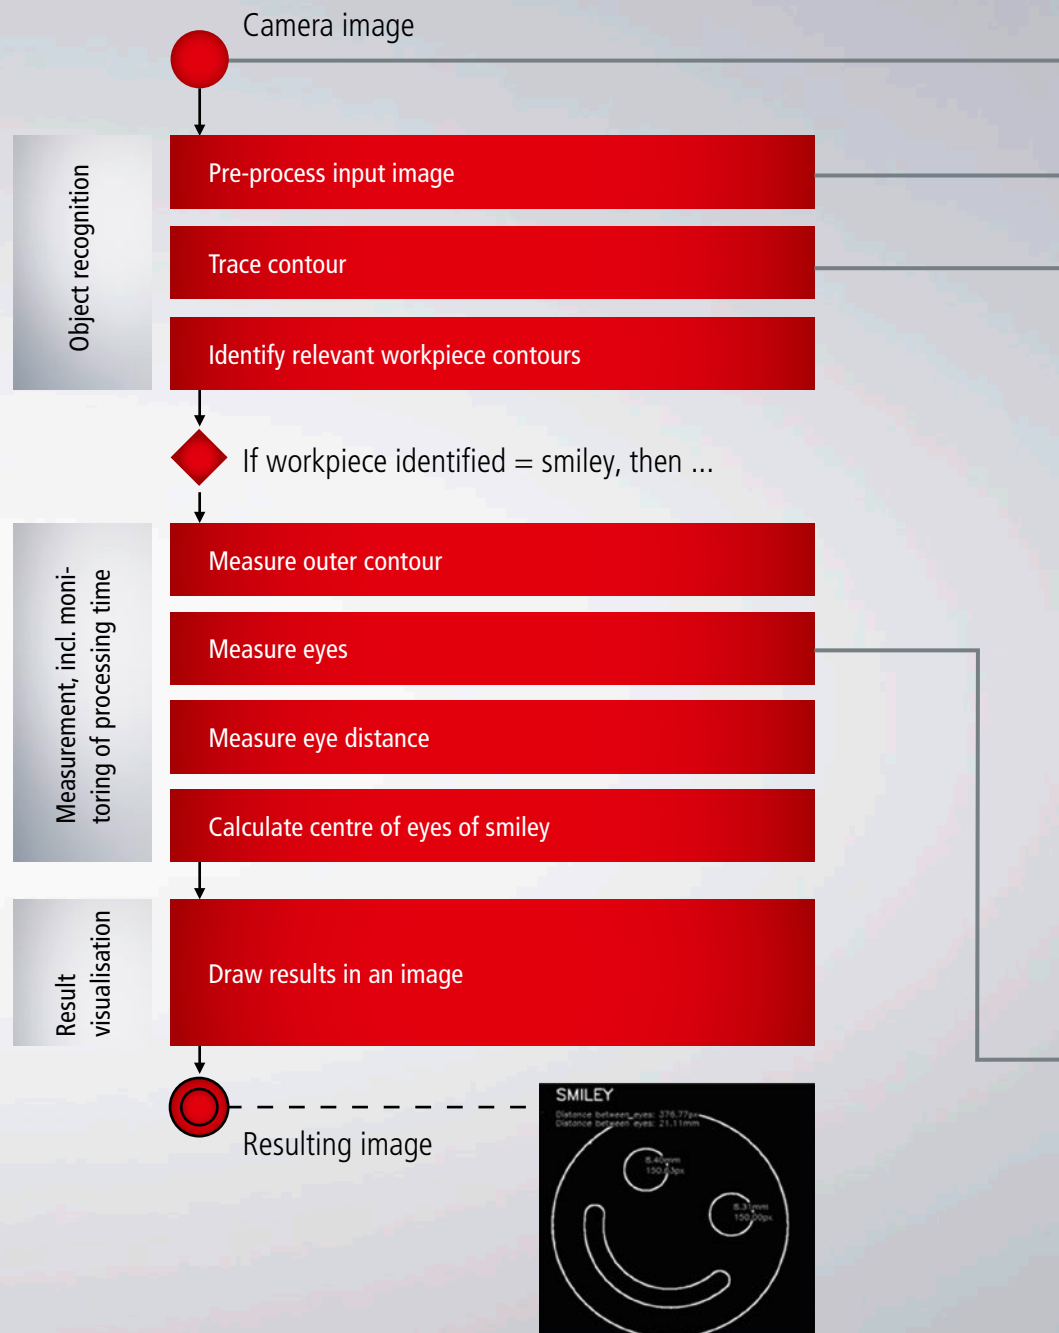 Camera image
Object recognition
Pre-process input image
Trace contour
Identify relevant workpiece contours
If workpiece identified = smiley, then ...
Measurement, incl. moni-
toring of processing time
Measure outer contour
Measure eyes
Measure eye distance
Calculate centre of eyes of smiley
Result
visualisation
Draw results in an image
Resulting image
SMILEY
Distance between eyes: 376.77px
Distance between eyes: 21.11mm
8.40mm
150.63px
8.31mm
150.00px